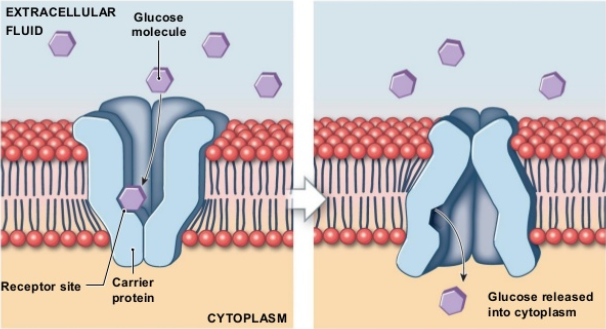 EXTRACELLULAR
FLUID
Glucose
molecule
Receptor site
Carrier
protein
CYTOPLASM
Glucose released
into cytoplasm